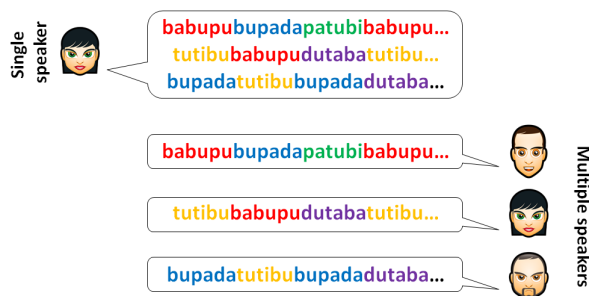 Single
speaker
babupubupadapatubibabupu...
tutibubabupudutabatutibu...
bupadatutibubupadadutaba...
babupubupadapatubibabupu...
tutibubabupudutabatutibu...
bupadatutibubupadadutaba...
Multiple speakers